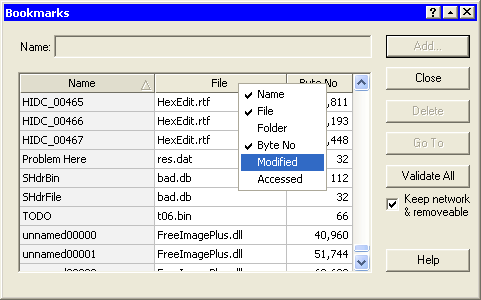 Bookmarks
Name:
Add...
Name File Byte No
HIDC_00465 HexEdit.rtf ,811
HIDC_00466 HexEdit.rtf ,193
HIDC_00467 HexEdit.rtf ,448
Problem Here res.dat 32
SHdrBin bad.db 112
SHdrFile bad.db 32
TODO t06.bin 66
unnamed00000 FreeImagePlus.dll 40,960
unnamed00001 FreeImagePlus.dll 51,744
Name
File
Folder
Byte No
Modified
Accessed
Close
Delete
Go To
Validate All
Keep network
& removeable
Help